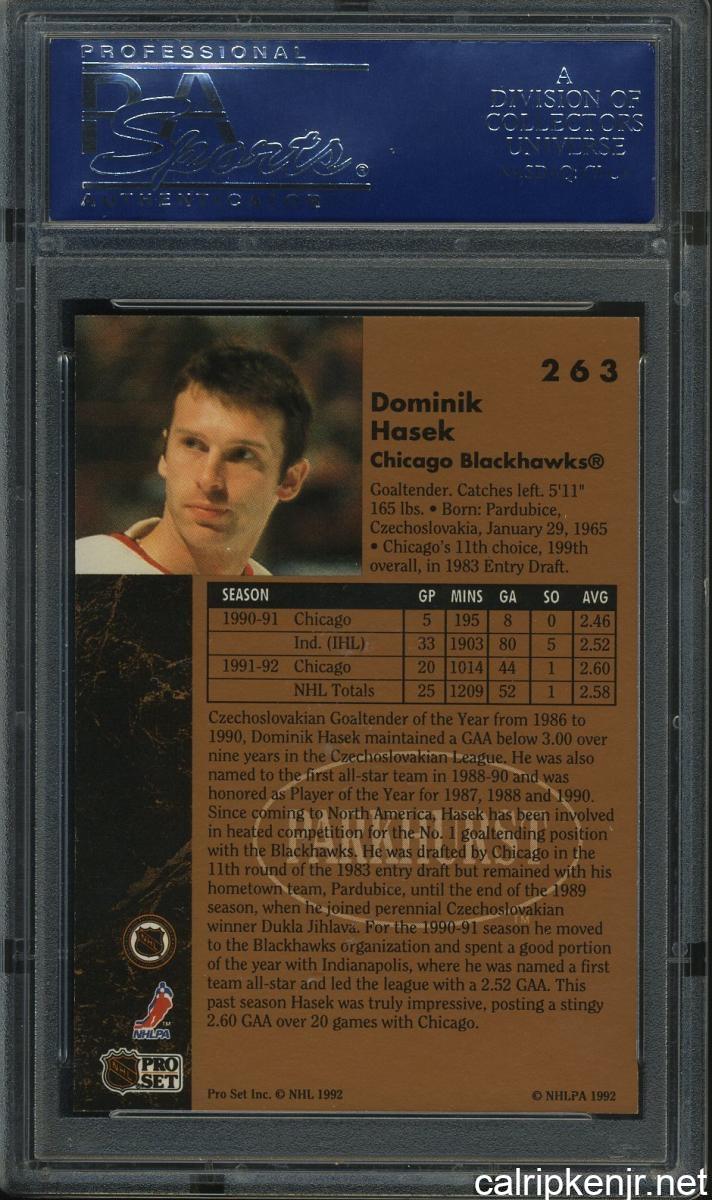 PROFESSIONAL
PSA
Sports®
AUTHENTICATOR
A
DIVISION OF
COLLECTORS
UNIVERSE
263
Dominik
Hasek
Chicago Blackhawks®
Goaltender. Catches left. 5'11"
165 lbs. • Born: Pardubice,
Czechoslovakia, January 29, 1965
• Chicago's 11th choice, 199th
overall, in 1983 Entry Draft.
SEASON GP MINS GA SO AVG
1990-91 Chicago 5 195 8 0 2.46
Ind. (IHL) 33 1903 80 5 2.52
1991-92 Chicago 20 1014 44 1 2.60
NHL Totals 25 1209 52 1 2.58
Czechoslovakian Goaltender of the Year from 1986 to
1990, Dominik Hasek maintained a GAA below 3.00 over
nine years in the Czechoslovakian League. He was also
named to the first all-star team in 1988-90 and was
honored as Player of the Year for 1987, 1988 and 1990.
Since coming to North America, Hasek has been involved
in heated competition for the No. 1 goaltending position
with the Blackhawks. He was drafted by Chicago in the
11th round of the 1983 entry draft but remained with his
hometown team, Pardubice, until the end of the 1989
season, when he joined perennial Czechoslovakian
winner Dukla Jihlava. For the 1990-91 season he moved
to the Blackhawks organization and spent a good portion
of the year with Indianapolis, where he was named a first
team all-star and led the league with a 2.52 GAA. This
past season Hasek was truly impressive, posting a stingy
2.60 GAA over 20 games with Chicago.
PARKHURST
TM
NHL
TM
NHLPA
NHL PRO
SET
Pro Set Inc. © NHL 1992
© NHLPA 1992
calripkenjr.net